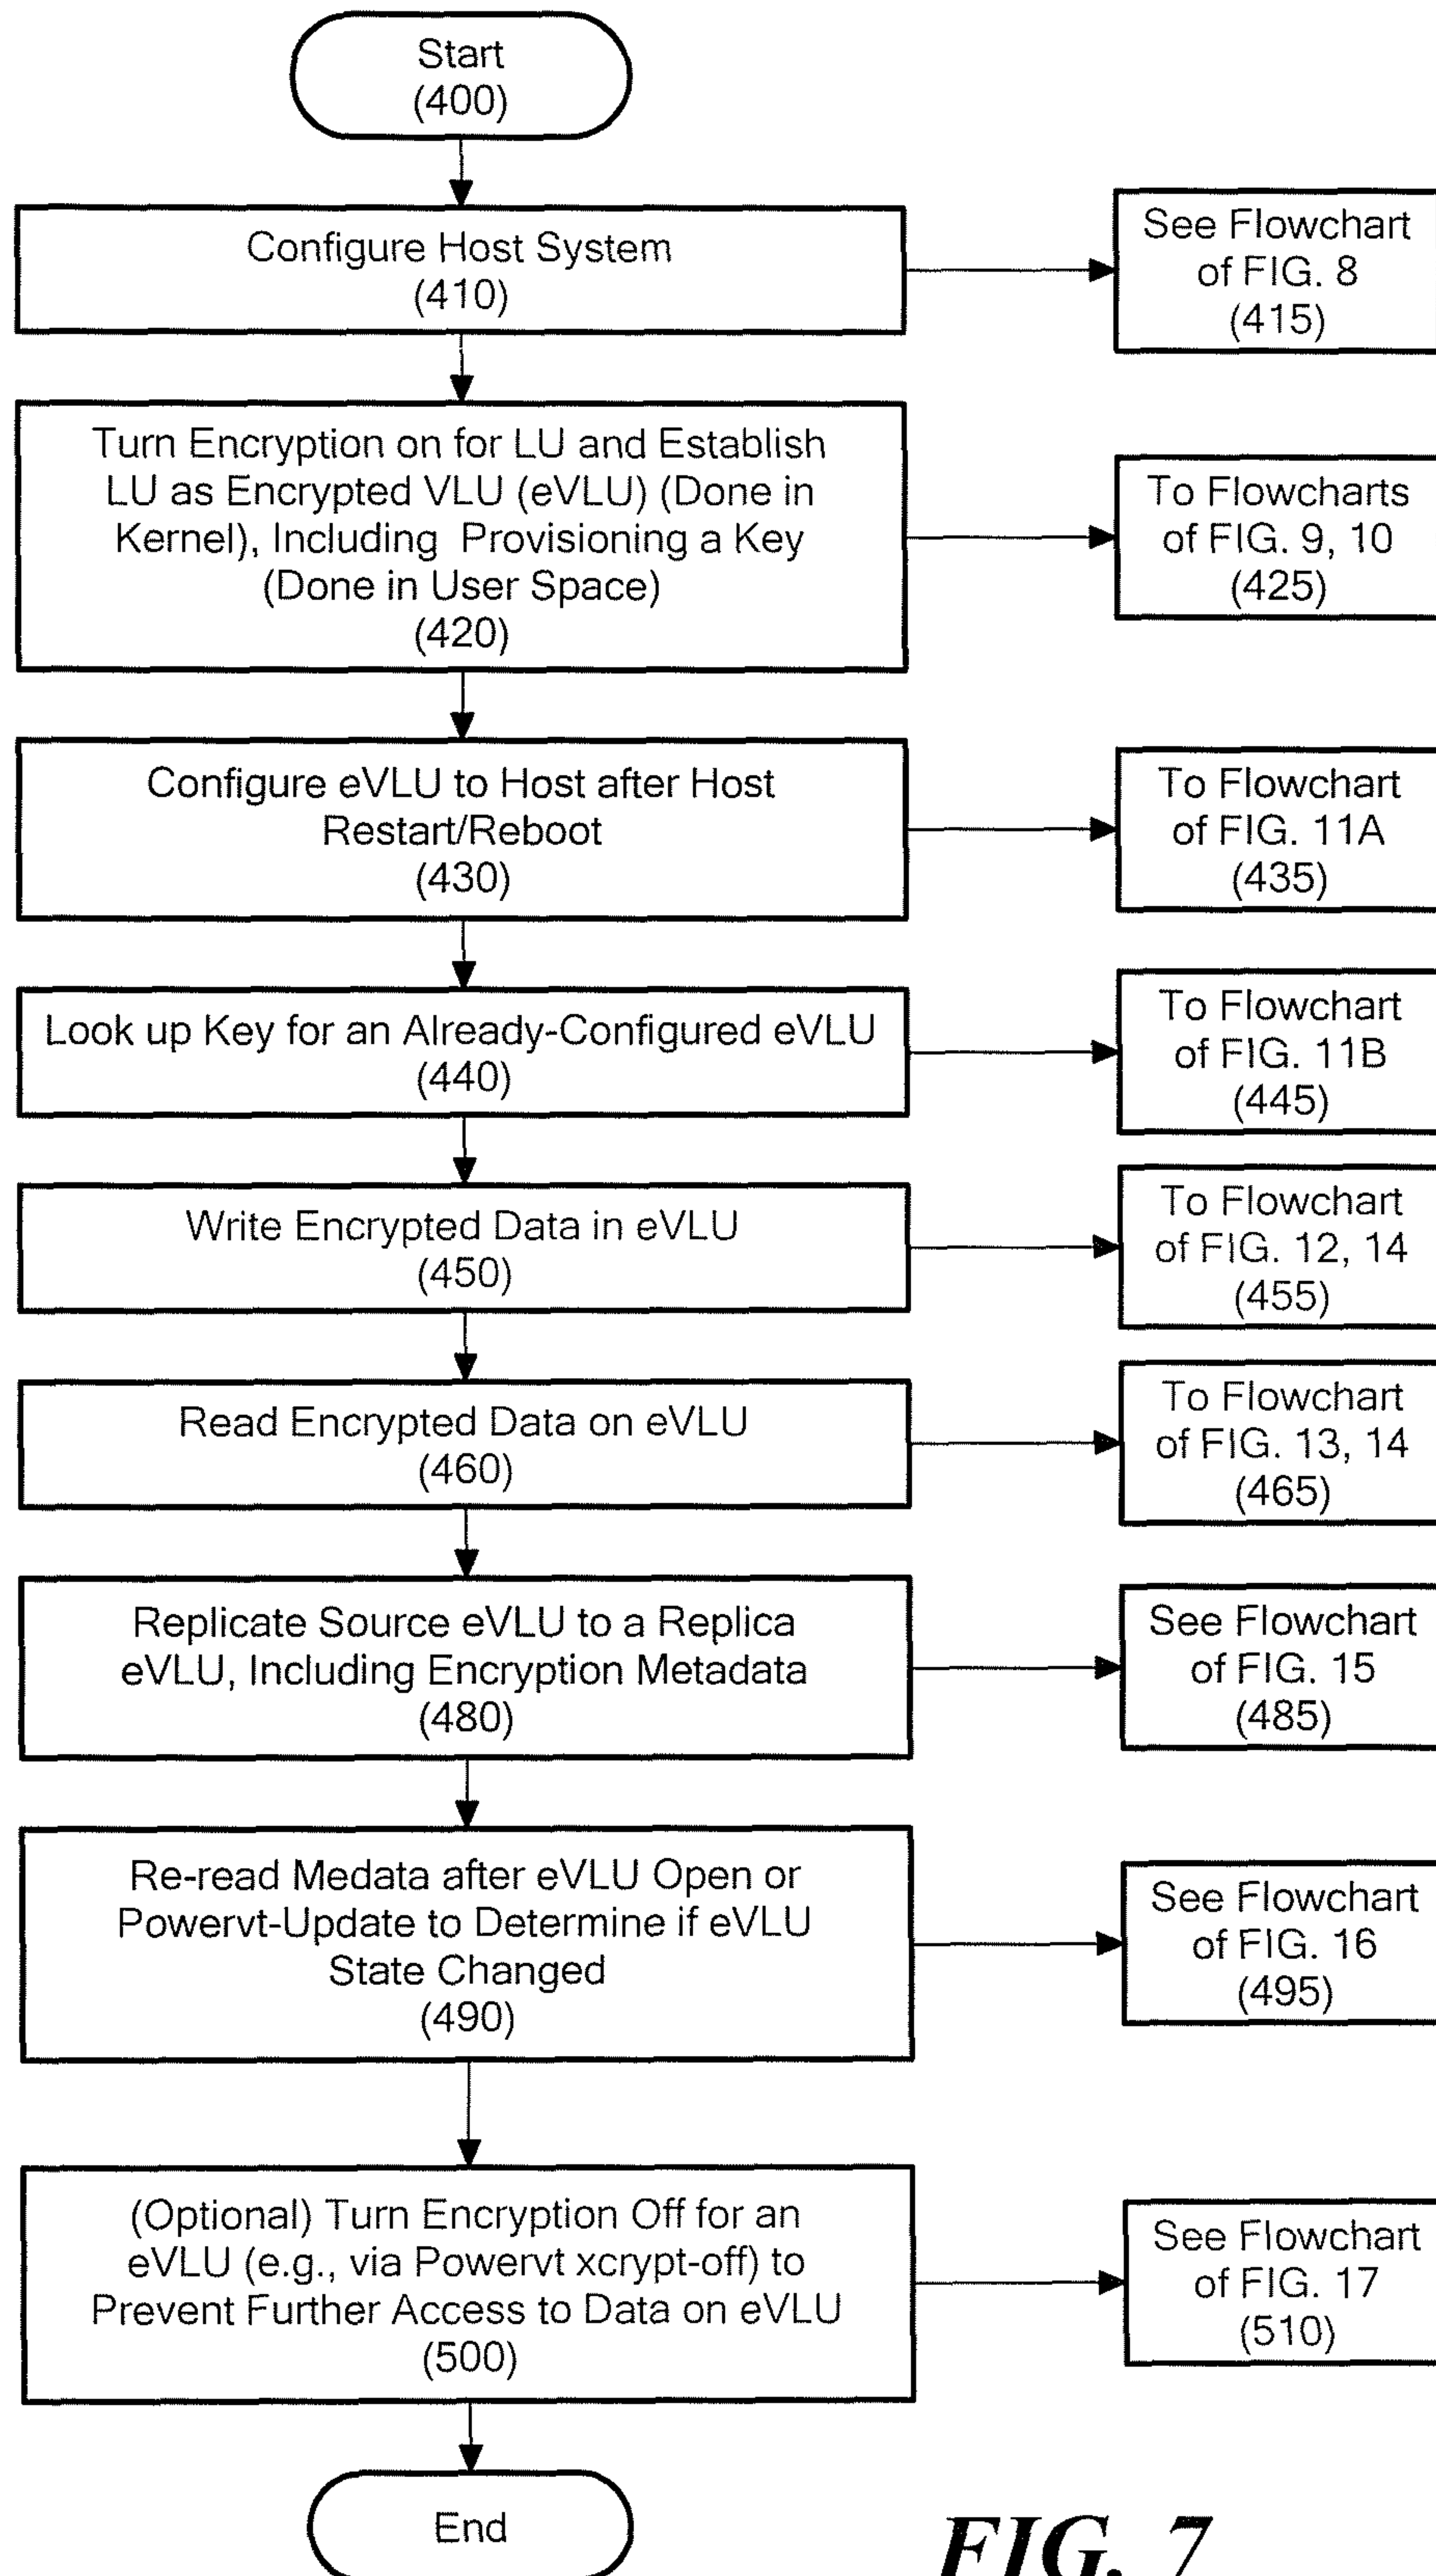 Start
(400)
Configure Host System
(410)
See Flowchart
of FIG. 8
(415)
Turn Encryption on for LU and Establish
LU as Encrypted VLU (eVLU) (Done in
Kernel), Including Provisioning a Key
(Done in User Space)
(420)
To Flowcharts
of FIG. 9, 10
(425)
Configure eVLU to Host after Host
Restart/Reboot
(430)
To Flowchart
of FIG. 11A
(435)
Look up Key for an Already-Configured eVLU
(440)
To Flowchart
of FIG. 11B
(445)
Write Encrypted Data in eVLU
(450)
To Flowchart
of FIG. 12, 14
(455)
Read Encrypted Data on eVLU
(460)
To Flowchart
of FIG. 13, 14
(465)
Replicate Source eVLU to a Replica
eVLU, Including Encryption Metadata
(480)
See Flowchart
of FIG. 15
(485)
Re-read Medata after eVLU Open or
Powervt-Update to Determine if eVLU
State Changed
(490)
See Flowchart
of FIG. 16
(495)
(Optional) Turn Encryption Off for an
eVLU (e.g., via Powervt xcrypt-off) to
Prevent Further Access to Data on eVLU
(500)
See Flowchart
of FIG. 17
(510)
End
FIG. 7